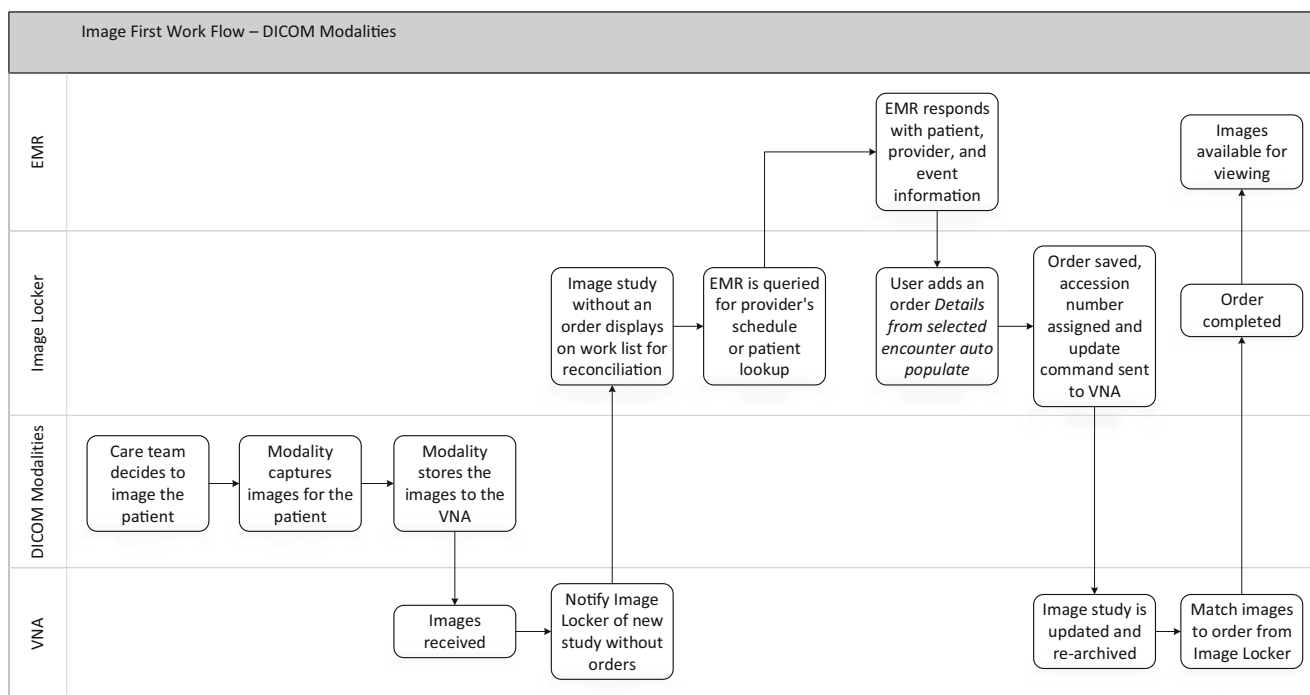 Image First Work Flow – DICOM Modalities
EMR
EMR responds
with patient,
provider, and
event
information
Images
available for
viewing
Image Locker
Image study
without an
order displays
on work list for
reconciliation
EMR is queried
for provider's
schedule
or patient
lookup
User adds an
order Details
from selected
encounter auto
populate
Order saved,
accession
number
assigned and
update
command sent
to VNA
Order
completed
DICOM Modalities
Care team
decides to
image the
patient
Modality
captures
images for the
patient
Modality
stores the
images to the
VNA
VNA
Images
received
Notify Image
Locker of new
study without
orders
Image study is
updated and
re-archived
Match images
to order from
Image Locker